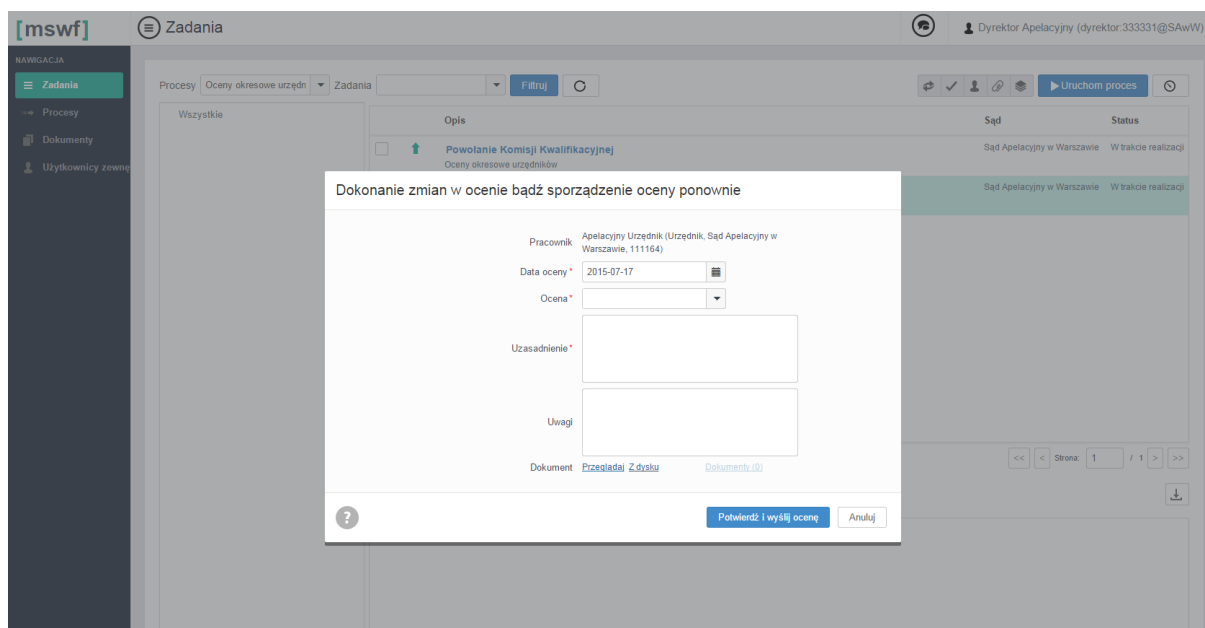 [mswf]
Zadania
Dyrektor Apelacyjny (dyrektor:333331@SAwW)
NAWIGACJA
Zadania
Procesy
Dokumenty
Użytkownicy zewnę
Procesy Oceny okresowe urzędn Zadania Filtruj
Uruchom proces
Wszystkie
Opis Sąd Status
Powołanie Komisji Kwalifikacyjnej Sąd Apelacyjny w Warszawie W trakcie realizacji
Oceny okresowe urzędników
Sąd Apelacyjny w Warszawie W trakcie realizacji
Dokonanie zmian w ocenie bądź sporządzenie oceny ponownie
Pracownik Apelacyjny Urzędnik (Urzędnik, Sąd Apelacyjny w
Warszawie, 111164)
Data oceny* 2015-07-17
Ocena*
Uzasadnienie*
Uwagi
Dokument Przeglądaj Z dysku Dokumenty (0)
<< < Strona: 1 / 1 > >>
? Potwierdź i wyślij ocenę Anuluj